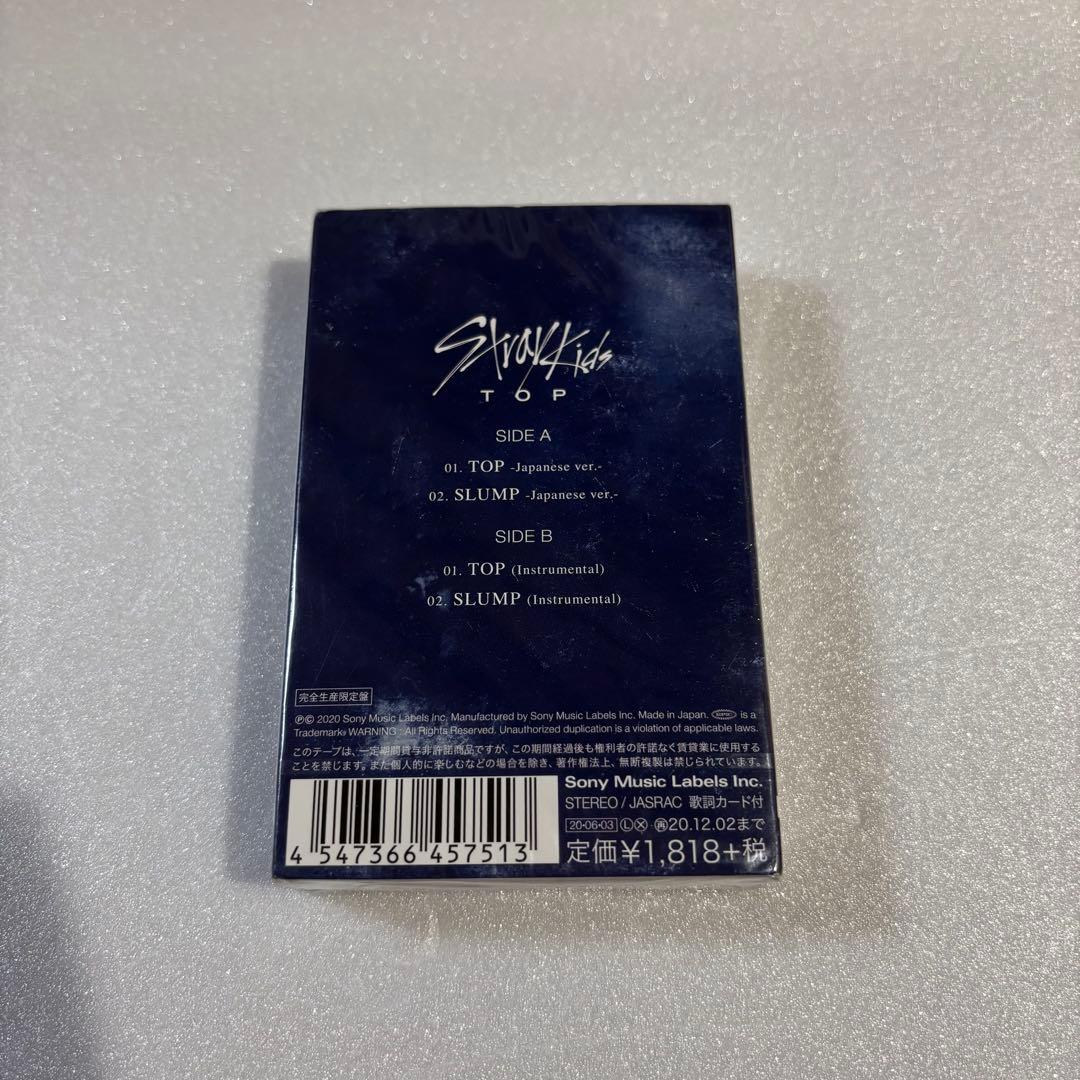 Stray Kids
TOP
SIDE A
01. TOP -Japanese ver.-
02. SLUMP -Japanese ver.-
SIDE B
01. TOP (Instrumental)
02. SLUMP (Instrumental)
完全生産限定盤
Ⓟ© 2020 Sony Music Labels Inc. Manufactured by Sony Music Labels Inc. Made in Japan. is a
Trademark® WARNING : All Rights Reserved. Unauthorized duplication is a violation of applicable laws.
このテープは、一定期間貸与非許諾商品ですが、この期間経過後も権利者の許諾なく賃貸業に使用する
ことを禁じます。また個人的に楽しむなどの場合を除き、著作権法上、無断複製は禁じられています。
Sony Music Labels Inc.
STEREO / JASRAC 歌詞カード付
20・06・03 Ⓛ Ⓧ ・ ㊢20.12.02まで
定価¥1,818+税
4 547366 457513